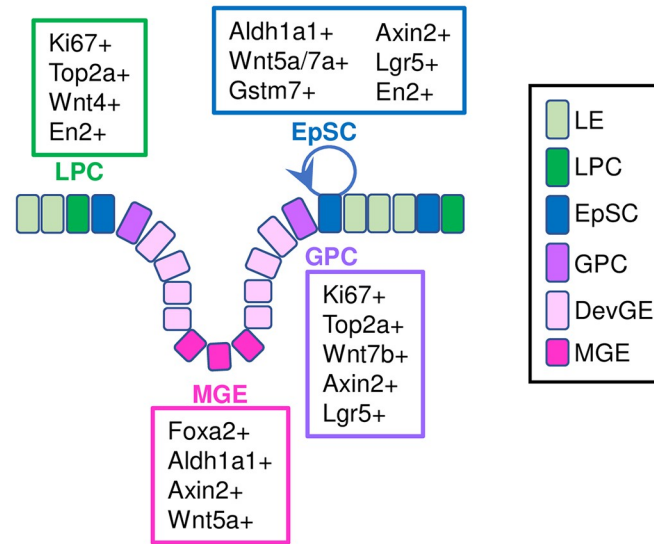 Ki67+
Top2a+
Wnt4+
En2+
LPC
Aldh1a1+ Axin2+
Wnt5a/7a+ Lgr5+
Gstm7+ En2+
EpSC
GPC
Ki67+
Top2a+
Wnt7b+
Axin2+
Lgr5+
MGE
Foxa2+
Aldh1a1+
Axin2+
Wnt5a+
LE
LPC
EpSC
GPC
DevGE
MGE